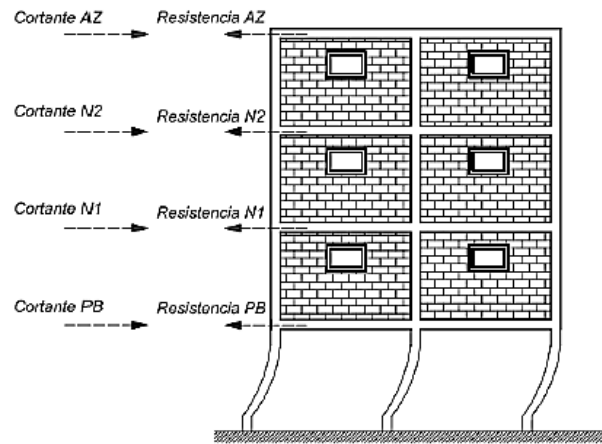 Cortante AZ Resistencia AZ
Cortante N2 Resistencia N2
Cortante N1 Resistencia N1
Cortante PB Resistencia PB